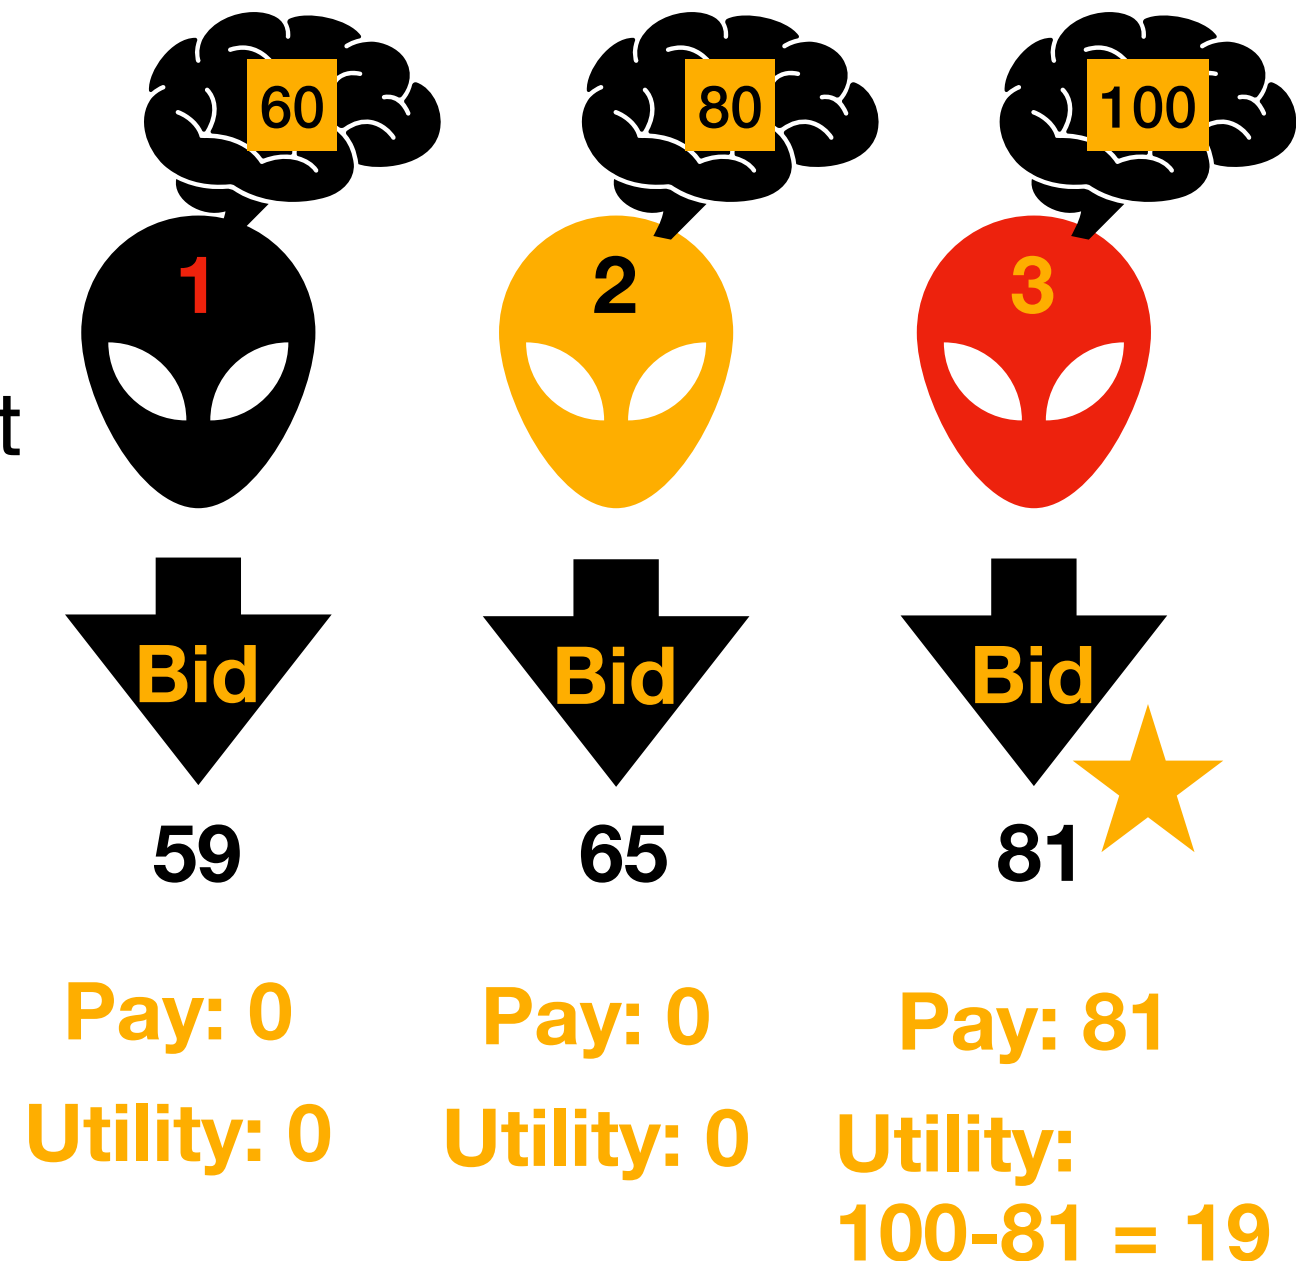 60 80 100
1 2 3
t
Bid Bid Bid
59 65 81
Pay: 0 Pay: 0 Pay: 81
Utility: 0 Utility: 0 Utility:
100-81 = 19